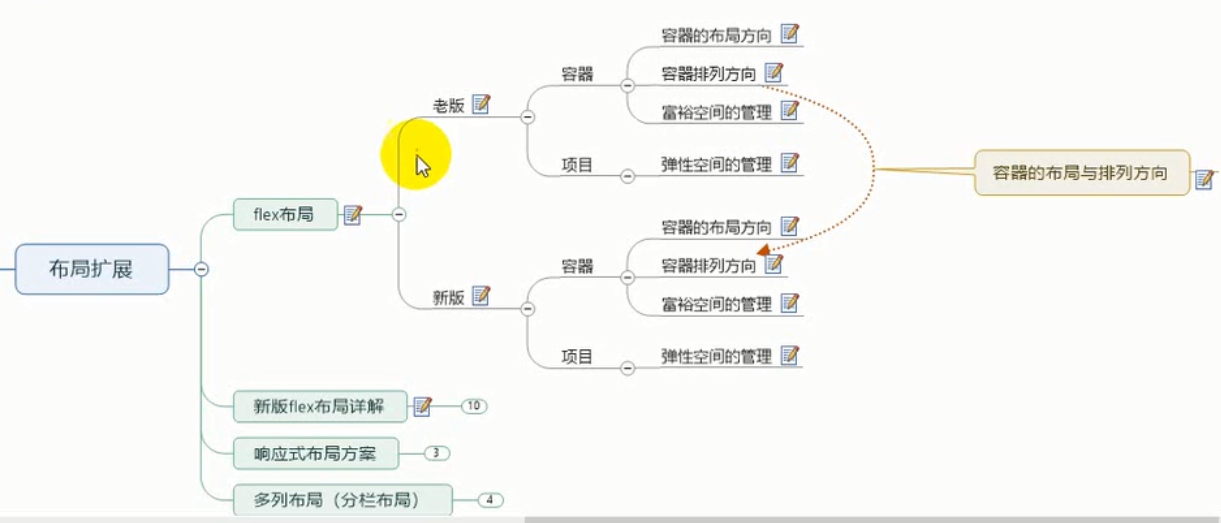 布局扩展
flex布局
老版
容器
容器的布局方向
容器排列方向
富裕空间的管理
项目
弹性空间的管理
新版
容器
容器的布局方向
容器排列方向
富裕空间的管理
项目
弹性空间的管理
容器的布局与排列方向
新版flex布局详解
10
响应式布局方案
3
多列布局（分栏布局）
4